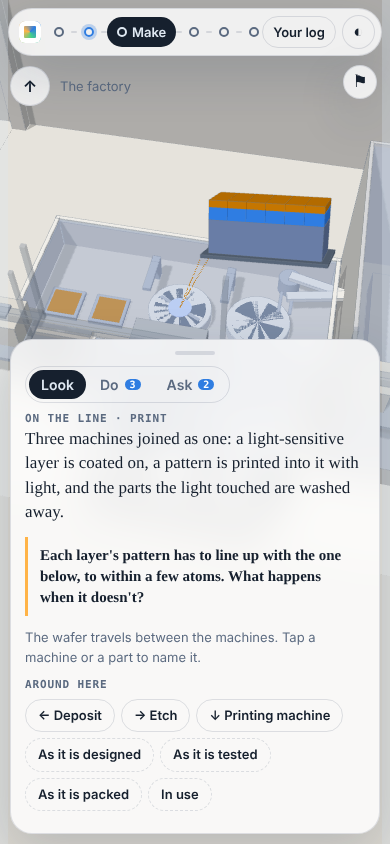 Make
Your log
The factory
Look
Do 3
Ask 2
ON THE LINE · PRINT
Three machines joined as one: a light-sensitive
layer is coated on, a pattern is printed into it with
light, and the parts the light touched are washed
away.
Each layer's pattern has to line up with the one
below, to within a few atoms. What happens
when it doesn't?
The wafer travels between the machines. Tap a
machine or a part to name it.
AROUND HERE
← Deposit
→ Etch
↓ Printing machine
As it is designed
As it is tested
As it is packed
In use